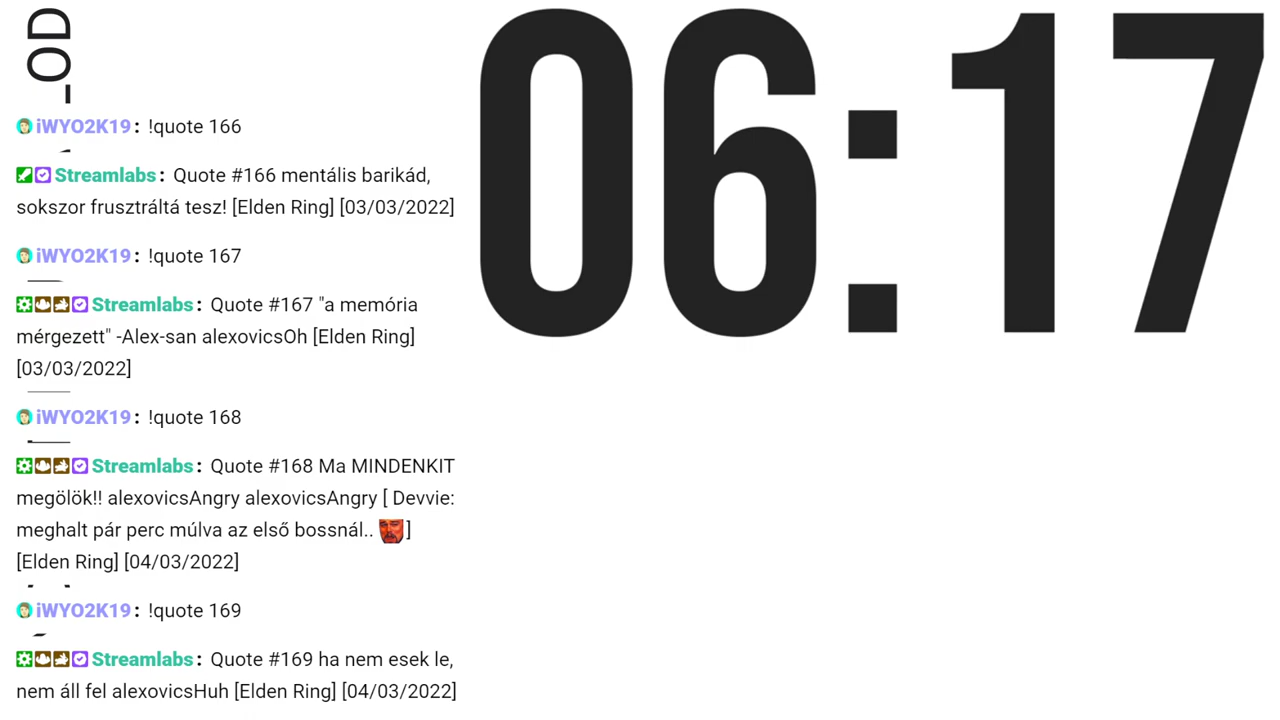 06:17
iWYO2K19: !quote 166
Streamlabs: Quote #166 mentális barikád,
sokszor frusztráltá tesz! [Elden Ring] [03/03/2022]
iWYO2K19: !quote 167
Streamlabs: Quote #167 "a memória
mérgezett" -Alex-san alexovicsOh [Elden Ring]
[03/03/2022]
iWYO2K19: !quote 168
Streamlabs: Quote #168 Ma MINDENKIT
megölök!! alexovicsAngry alexovicsAngry [ Devvie:
meghalt pár perc múlva az első bossnál.. ]
[Elden Ring] [04/03/2022]
iWYO2K19: !quote 169
Streamlabs: Quote #169 ha nem esek le,
nem áll fel alexovicsHuh [Elden Ring] [04/03/2022]